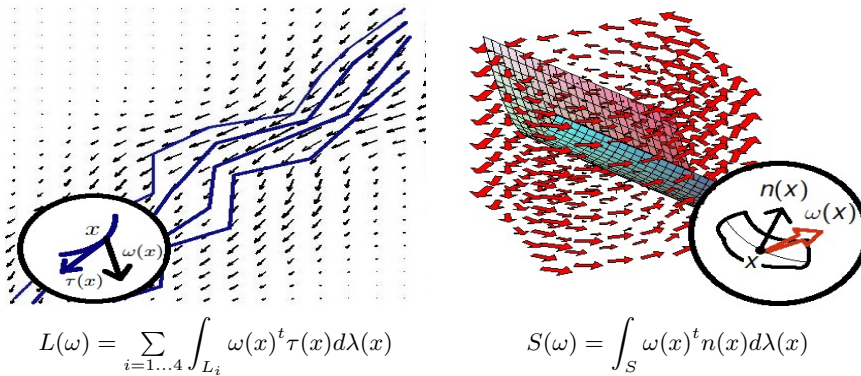 x
ω(x)
τ(x)
n(x)
ω(x)
x
L(ω) = ∑_{i=1...4} ∫_{L_i} ω(x)^t τ(x)dλ(x)
S(ω) = ∫_S ω(x)^t n(x)dλ(x)